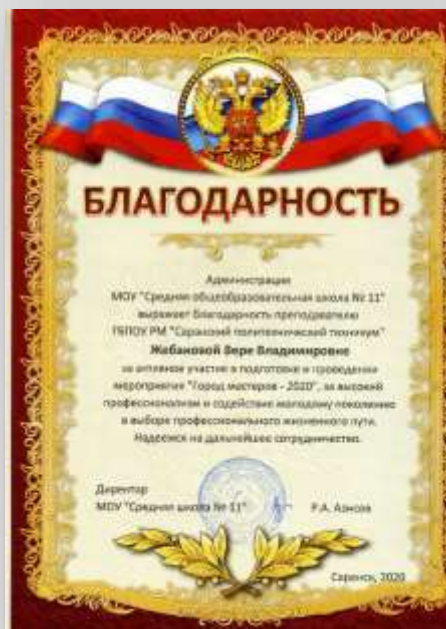 БЛАГОДАРНОСТЬ
Администрация
МОУ "Средняя общеобразовательная школа № 11"
выражает благодарность преподавателю
ГБПОУ РМ "Саранский политехнический техникум"
Жебановой Вере Владимировне
за активное участие в подготовке и проведении
мероприятия "Город мастеров - 2020", за высокий
профессионализм и содействие молодому поколению
в выборе профессионального жизненного пути.
Надеемся на дальнейшее сотрудничество.
Директор
МОУ "Средняя школа № 11" Р.А.
Саранск, 2020